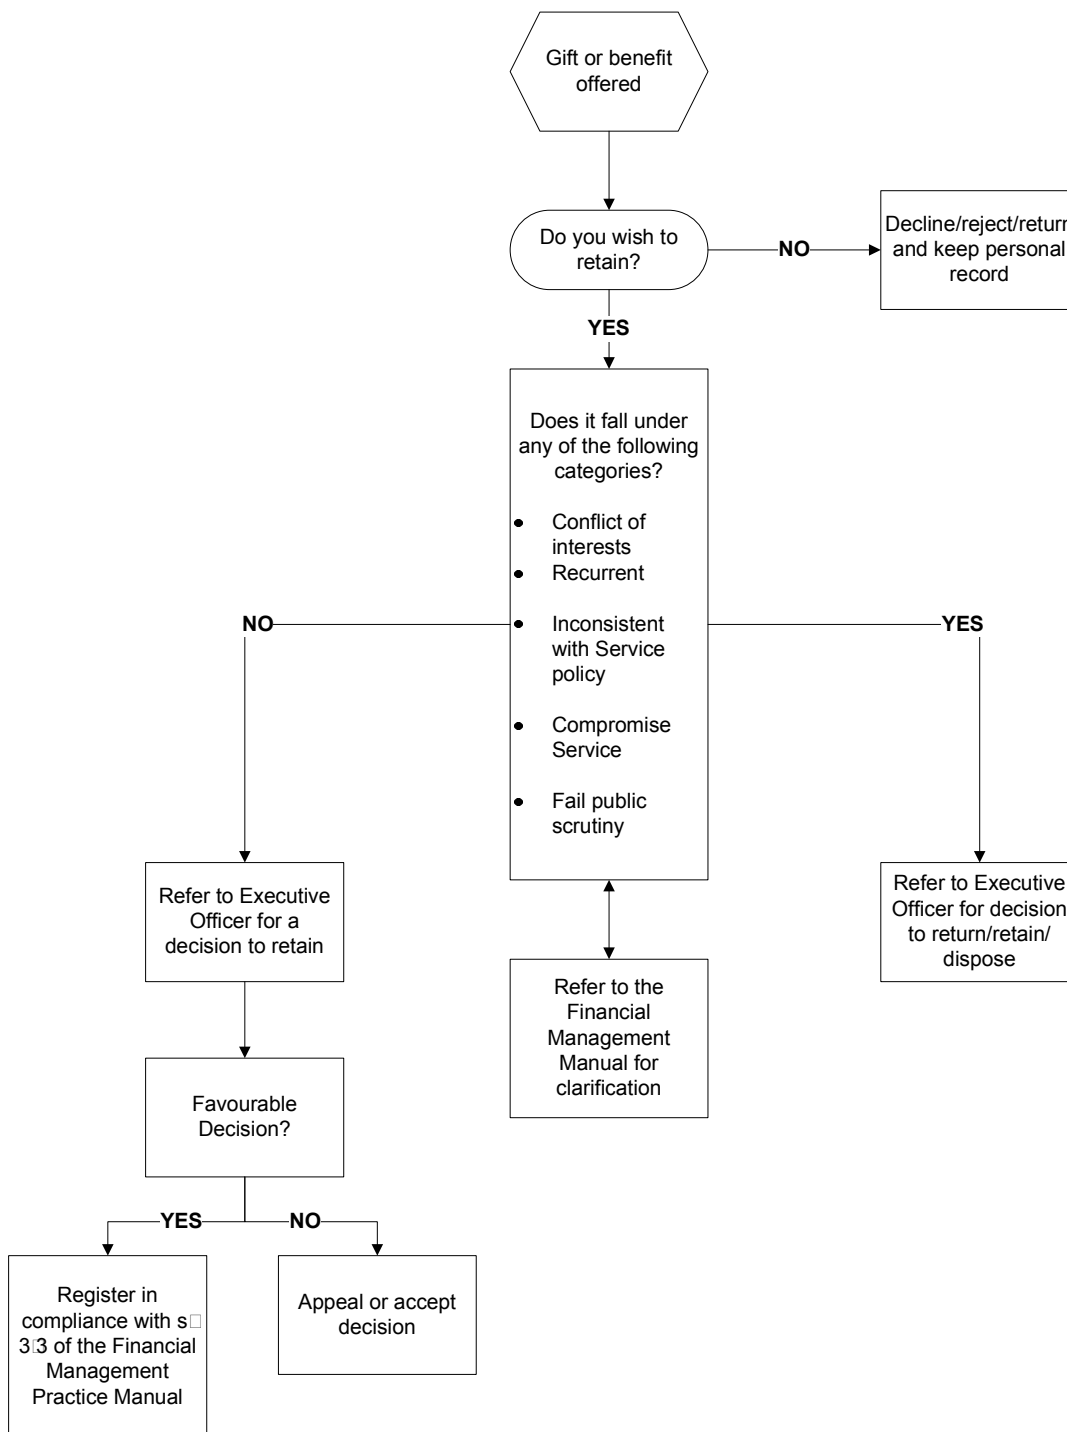 Gift or benefit
offered
Do you wish to
retain?
NO
Decline/reject/return
and keep personal
record
YES
Does it fall under
any of the following
categories?
• Conflict of
interests
• Recurrent
• Inconsistent
with Service
policy
• Compromise
Service
• Fail public
scrutiny
NO
YES
Refer to Executive
Officer for a
decision to retain
Refer to Executive
Officer for decision
to return/retain/
dispose
Refer to the
Financial
Management
Manual for
clarification
Favourable
Decision?
YES
NO
Register in
compliance with s□
3□3 of the Financial
Management
Practice Manual
Appeal or accept
decision